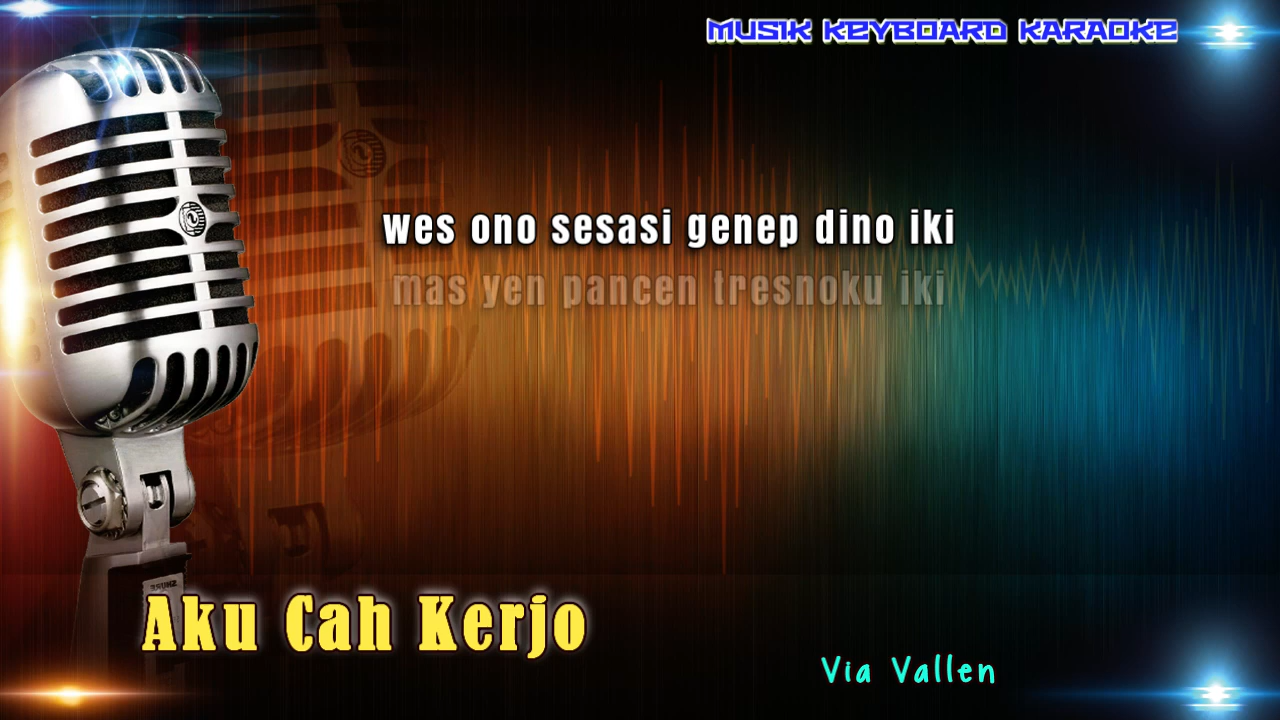 MUSIK KEYBOARD KARAOKE
wes ono sesasi genep dino iki
mas yen pancen tresnoku iki
Aku Cah Kerjo
Via Vallen